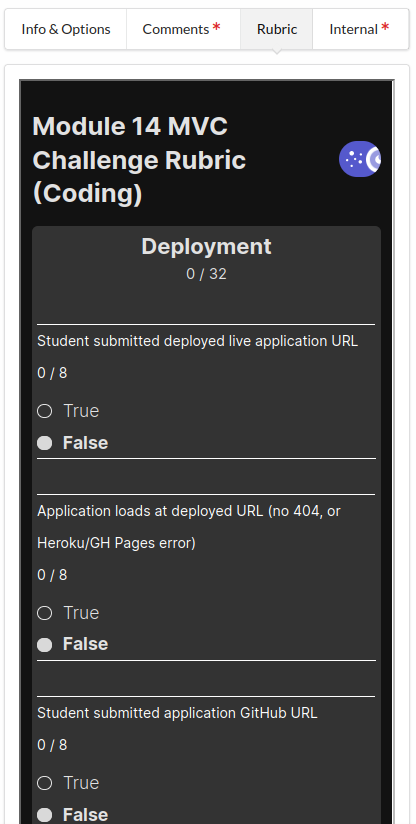 Info & Options
Comments *
Rubric
Internal *
Module 14 MVC
Challenge Rubric
(Coding)
Deployment
0 / 32
Student submitted deployed live application URL
0 / 8
True
False
Application loads at deployed URL (no 404, or
Heroku/GH Pages error)
0 / 8
True
False
Student submitted application GitHub URL
0 / 8
True
False